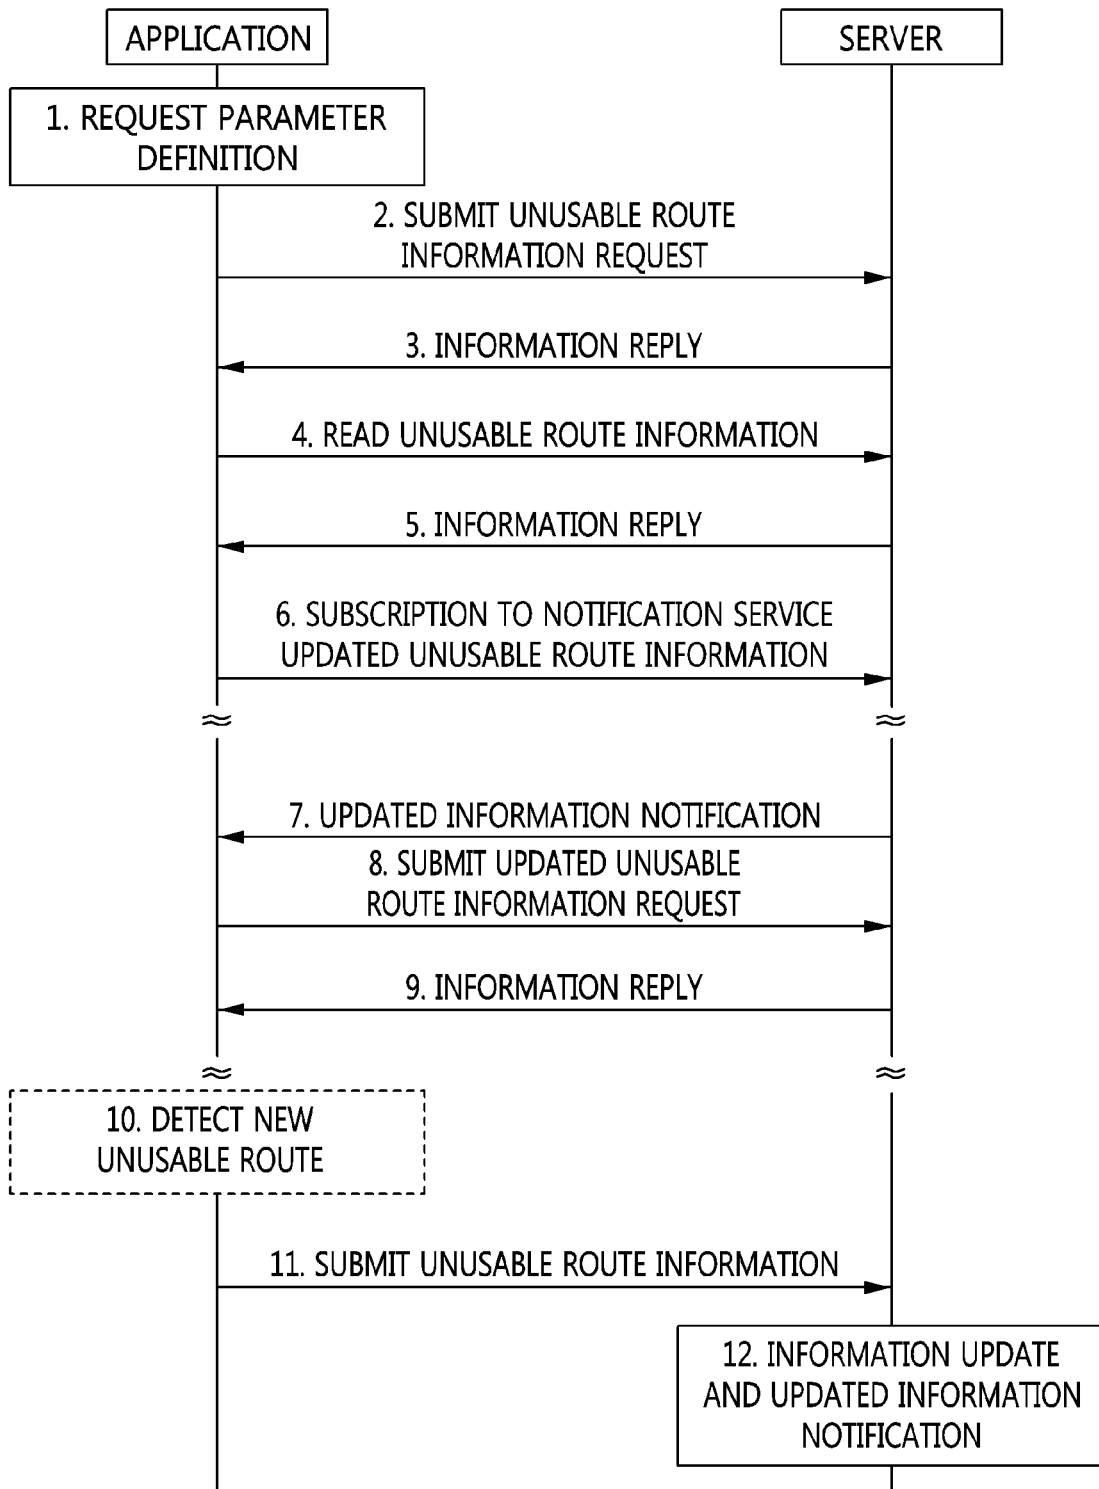 APPLICATION
SERVER
1. REQUEST PARAMETER
DEFINITION
2. SUBMIT UNUSABLE ROUTE
INFORMATION REQUEST
3. INFORMATION REPLY
4. READ UNUSABLE ROUTE INFORMATION
5. INFORMATION REPLY
6. SUBSCRIPTION TO NOTIFICATION SERVICE
UPDATED UNUSABLE ROUTE INFORMATION
7. UPDATED INFORMATION NOTIFICATION
8. SUBMIT UPDATED UNUSABLE
ROUTE INFORMATION REQUEST
9. INFORMATION REPLY
10. DETECT NEW
UNUSABLE ROUTE
11. SUBMIT UNUSABLE ROUTE INFORMATION
12. INFORMATION UPDATE
AND UPDATED INFORMATION
NOTIFICATION